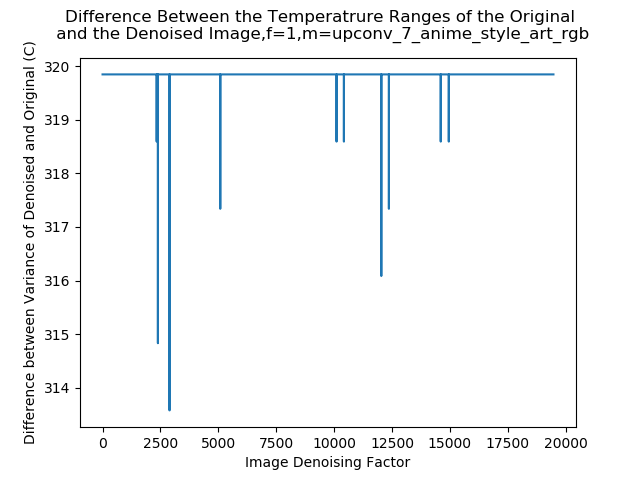 Difference Between the Temperatrure Ranges of the Original
and the Denoised Image,f=1,m=upconv_7_anime_style_art_rgb
Difference between Variance of Denoised and Original (C)
320
319
318
317
316
315
314
0 2500 5000 7500 10000 12500 15000 17500 20000
Image Denoising Factor